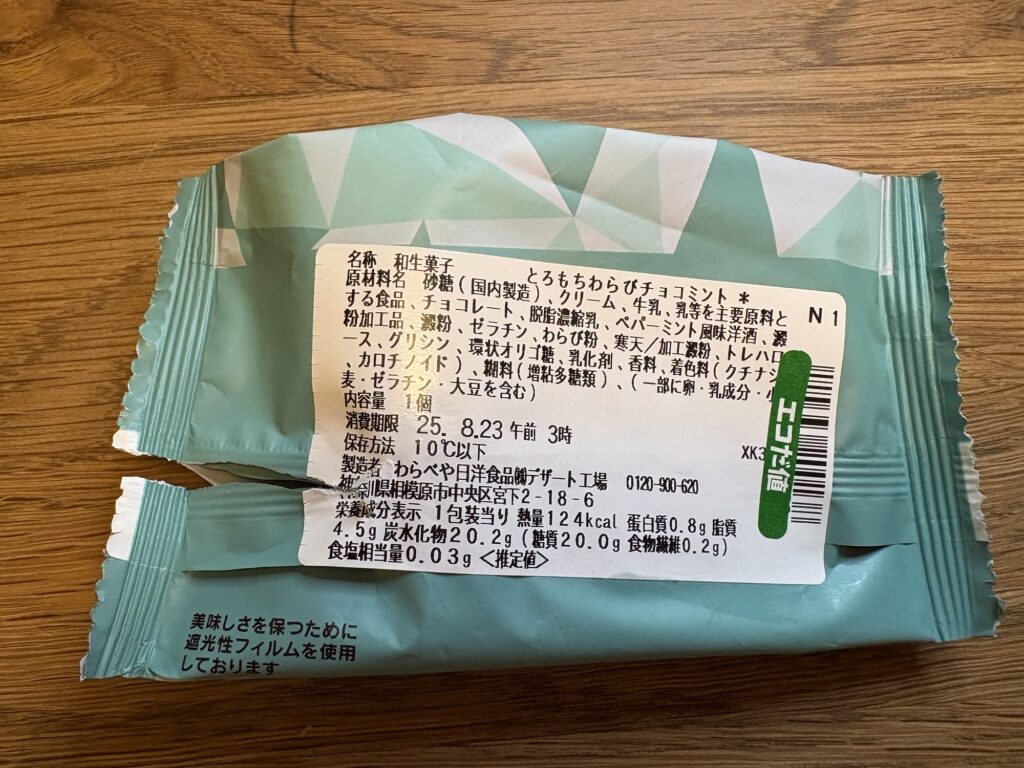 名称 和生菓子 とろもちわらびチョコミント *
原材料名 砂糖(国内製造)、クリーム、牛乳、乳等を主要原料と
する食品、チョコレート、脱脂濃縮乳、ペパーミント風味洋酒、澱
粉加工品、澱粉、ゼラチン、わらび粉、寒天/加工澱粉、トレハロ
ース、グリシン、環状オリゴ糖、乳化剤、香料、着色料(クチナシ
、カロチノイド)、糊料(増粘多糖類)、(一部に卵・乳成分・小
麦・ゼラチン・大豆を含む)
内容量 1個
消費期限 25. 8.23 午前 3時
保存方法 10℃以下
製造者 わらべや日洋食品㈱デザート工場 0120-900-620
神奈川県相模原市中央区宮下2-18-6
栄養成分表示 1包装当り 熱量124kcal 蛋白質0.8g 脂質
4.5g 炭水化物20.2g(糖質20.0g 食物繊維0.2g)
食塩相当量0.03g <推定値>
N1
XK3
エコだ値
美味しさを保つために
遮光性フィルムを使用
しております